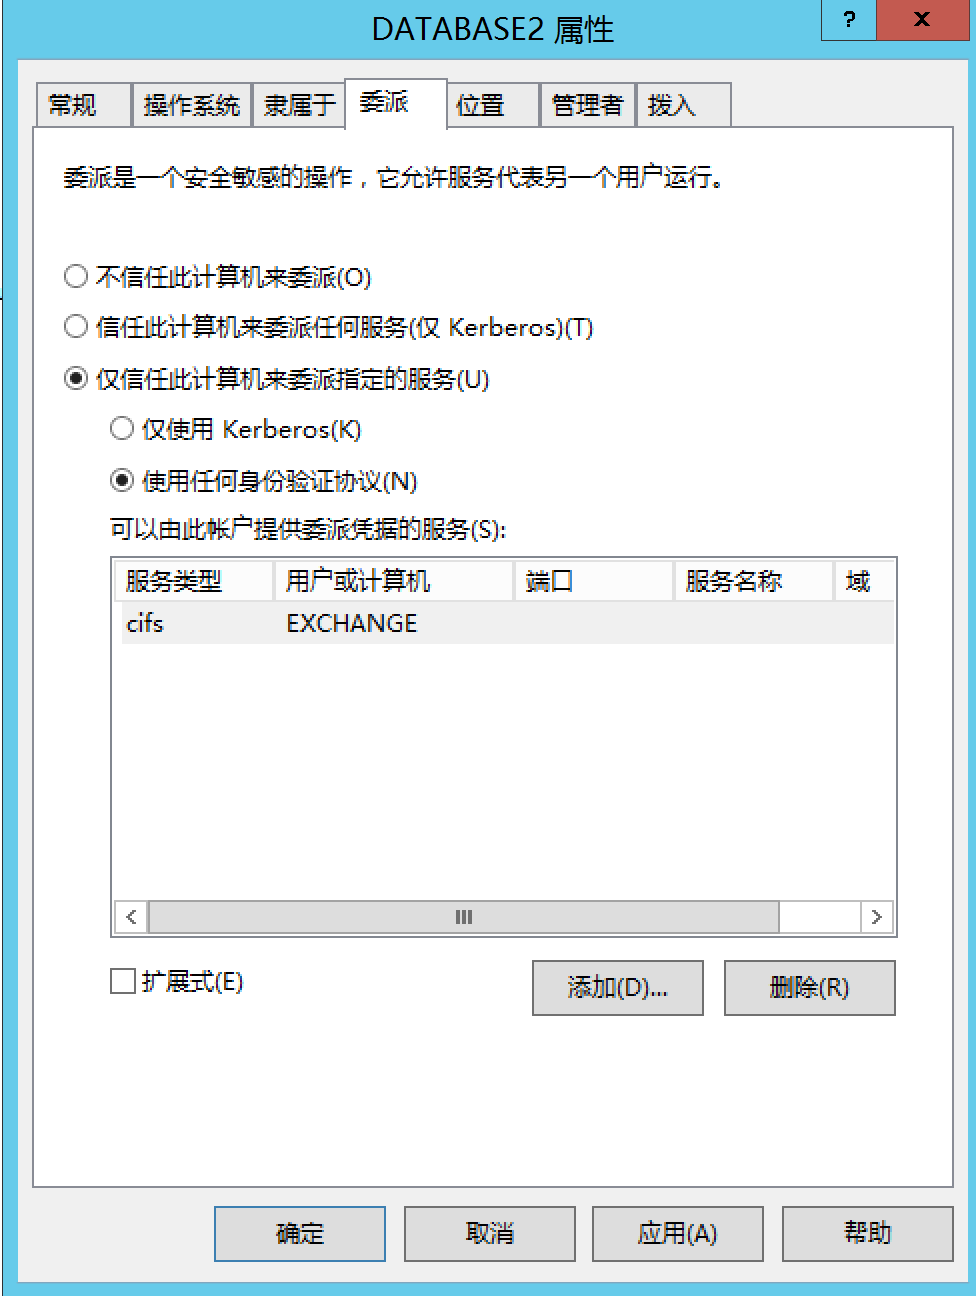 DATABASE2 属性
?
x
常规
操作系统
隶属于
委派
位置
管理者
拨入
委派是一个安全敏感的操作，它允许服务代表另一个用户运行。
不信任此计算机来委派(O)
信任此计算机来委派任何服务(仅 Kerberos)(T)
仅信任此计算机来委派指定的服务(U)
仅使用 Kerberos(K)
使用任何身份验证协议(N)
可以由此帐户提供委派凭据的服务(S):
服务类型 用户或计算机 端口 服务名称 域
cifs EXCHANGE
扩展式(E)
添加(D)...
删除(R)
确定
取消
应用(A)
帮助